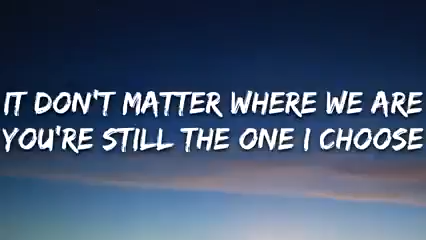 IT DON'T MATTER WHERE WE ARE
YOU'RE STILL THE ONE I CHOOSE